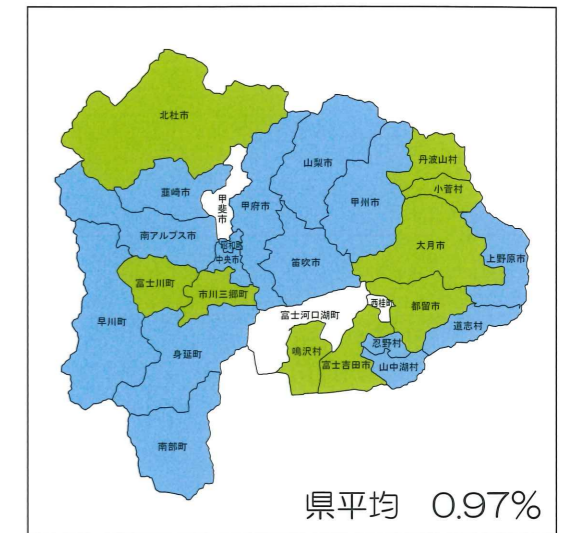 北杜市
丹波山村
山梨市
小菅村
韮崎市
甲斐市
甲府市
甲州市
南アルプス市
昭和町
中央市
大月市
上野原市
笛吹市
富士川町
市川三郷町
西桂町
都留市
早川町
富士河口湖町
道志村
身延町
鳴沢村
忍野村
富士吉田市
山中湖村
南部町
県平均 0.97%